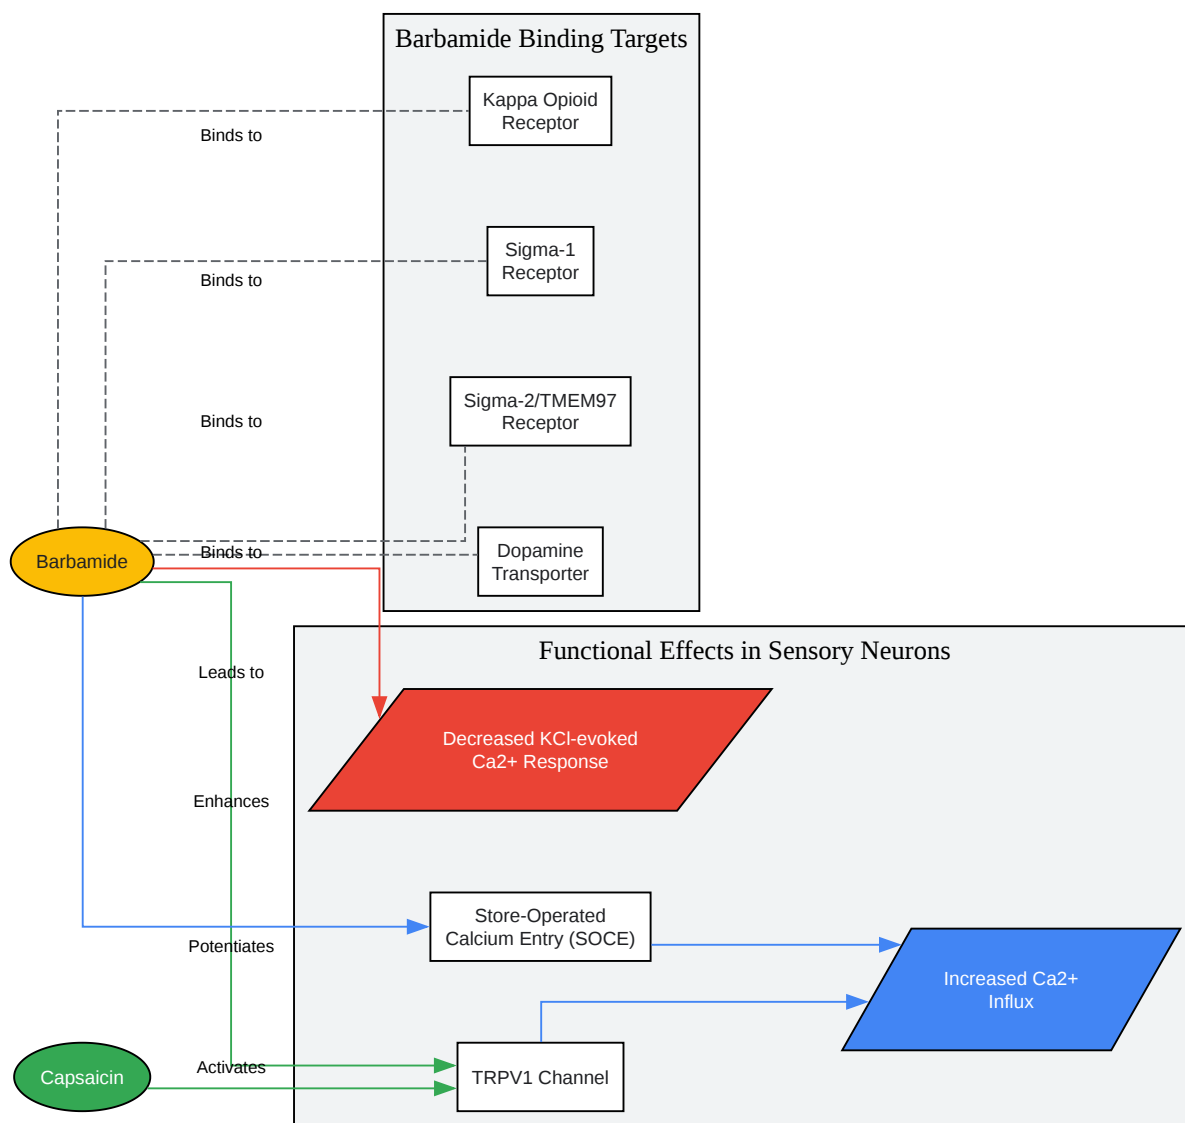 Barbamide Binding Targets
Kappa Opioid
Receptor
Binds to
Sigma-1
Receptor
Binds to
Sigma-2/TMEM97
Receptor
Binds to
Dopamine
Transporter
Binds to
Barbamide
Functional Effects in Sensory Neurons
Leads to
Decreased KCl-evoked
Ca2+ Response
Enhances
Store-Operated
Calcium Entry (SOCE)
Potentiates
Increased Ca2+
Influx
Activates
Capsaicin
TRPV1 Channel